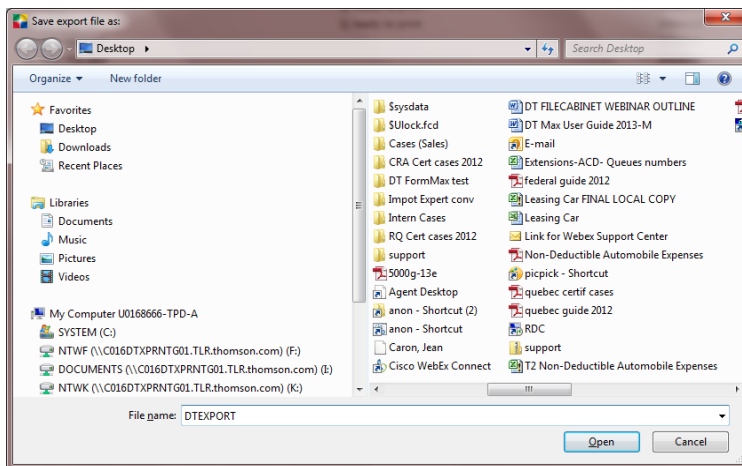 Save export file as:
Desktop
Search Desktop
Organize
New folder
Favorites
Desktop
Downloads
Recent Places
Libraries
Documents
Music
Pictures
Videos
My Computer U0168666-TPD-A
SYSTEM (C:)
NTWF (\\C016DTXPRNTG01.TLR.thomson.com) (F:)
DOCUMENTS (\\C016DTXPRNTG01.TLR.thomson.com) (I:)
NTWK (\\C016DTXPRNTG01.TLR.thomson.com) (K:)
$sysdata
$Ulock.fcd
Cases (Sales)
CRA Cert cases 2012
DT FormMax test
Impot Expert conv
Intern Cases
RQ Cert cases 2012
support
5000g-13e
Agent Desktop
anon - Shortcut (2)
anon - Shortcut
Caron, Jean
Cisco WebEx Connect
DT FILECABINET WEBINAR OUTLINE
DT Max User Guide 2013-M
E-mail
Extensions-ACD- Queues numbers
federal guide 2012
Leasing Car FINAL LOCAL COPY
Leasing Car
Link for Webex Support Center
Non-Deductible Automobile Expenses
picpick - Shortcut
quebec certif cases
quebec guide 2012
RDC
support
T2 Non-Deductible Automobile Expenses
File name: DTEXPORT
Open
Cancel